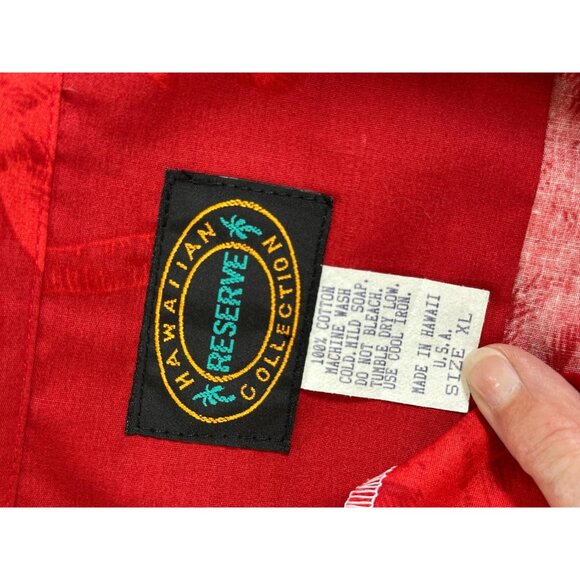 HAWAIIAN
RESERVE
COLLECTION
100% COTTON
MACHINE WASH
COLD, MILD SOAP.
DO NOT BLEACH.
TUMBLE DRY LOW.
USE COOL IRON.
MADE IN HAWAII
U.S.A.
SIZE XL